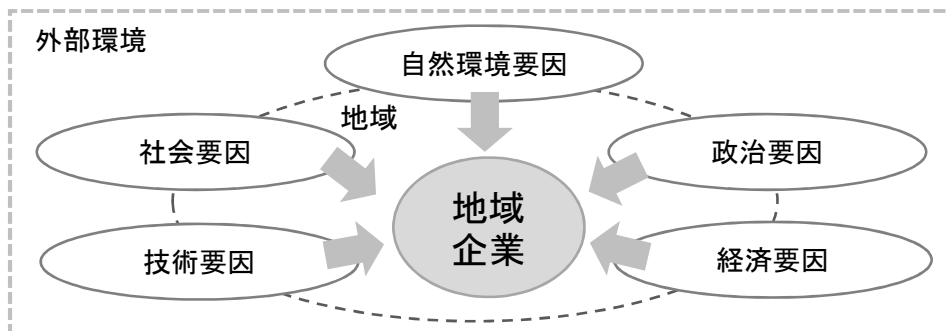 外部環境
自然環境要因
地域
社会要因
政治要因
地域
企業
技術要因
経済要因